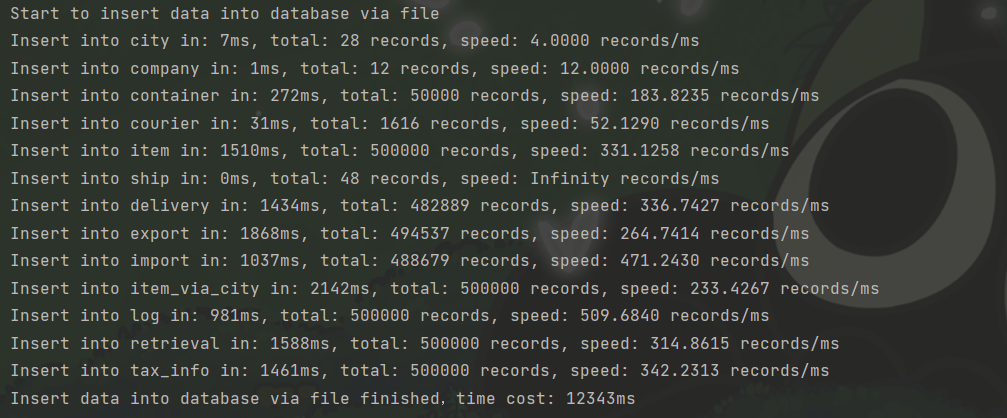 Start to insert data into database via file
Insert into city in: 7ms, total: 28 records, speed: 4.0000 records/ms
Insert into company in: 1ms, total: 12 records, speed: 12.0000 records/ms
Insert into container in: 272ms, total: 50000 records, speed: 183.8235 records/ms
Insert into courier in: 31ms, total: 1616 records, speed: 52.1290 records/ms
Insert into item in: 1510ms, total: 500000 records, speed: 331.1258 records/ms
Insert into ship in: 0ms, total: 48 records, speed: Infinity records/ms
Insert into delivery in: 1434ms, total: 482889 records, speed: 336.7427 records/ms
Insert into export in: 1868ms, total: 494537 records, speed: 264.7414 records/ms
Insert into import in: 1037ms, total: 488679 records, speed: 471.2430 records/ms
Insert into item_via_city in: 2142ms, total: 500000 records, speed: 233.4267 records/ms
Insert into log in: 981ms, total: 500000 records, speed: 509.6840 records/ms
Insert into retrieval in: 1588ms, total: 500000 records, speed: 314.8615 records/ms
Insert into tax_info in: 1461ms, total: 500000 records, speed: 342.2313 records/ms
Insert data into database via file finished，time cost: 12343ms